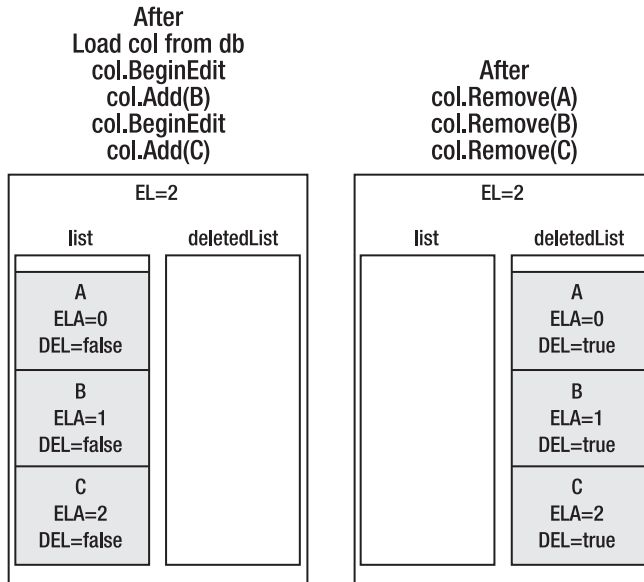 After
Load col from db
col.BeginEdit
col.Add(B)
col.BeginEdit
col.Add(C)
EL=2
list deletedList
A
ELA=0
DEL=false
B
ELA=1
DEL=false
C
ELA=2
DEL=false
After
col.Remove(A)
col.Remove(B)
col.Remove(C)
EL=2
list deletedList
A
ELA=0
DEL=true
B
ELA=1
DEL=true
C
ELA=2
DEL=true